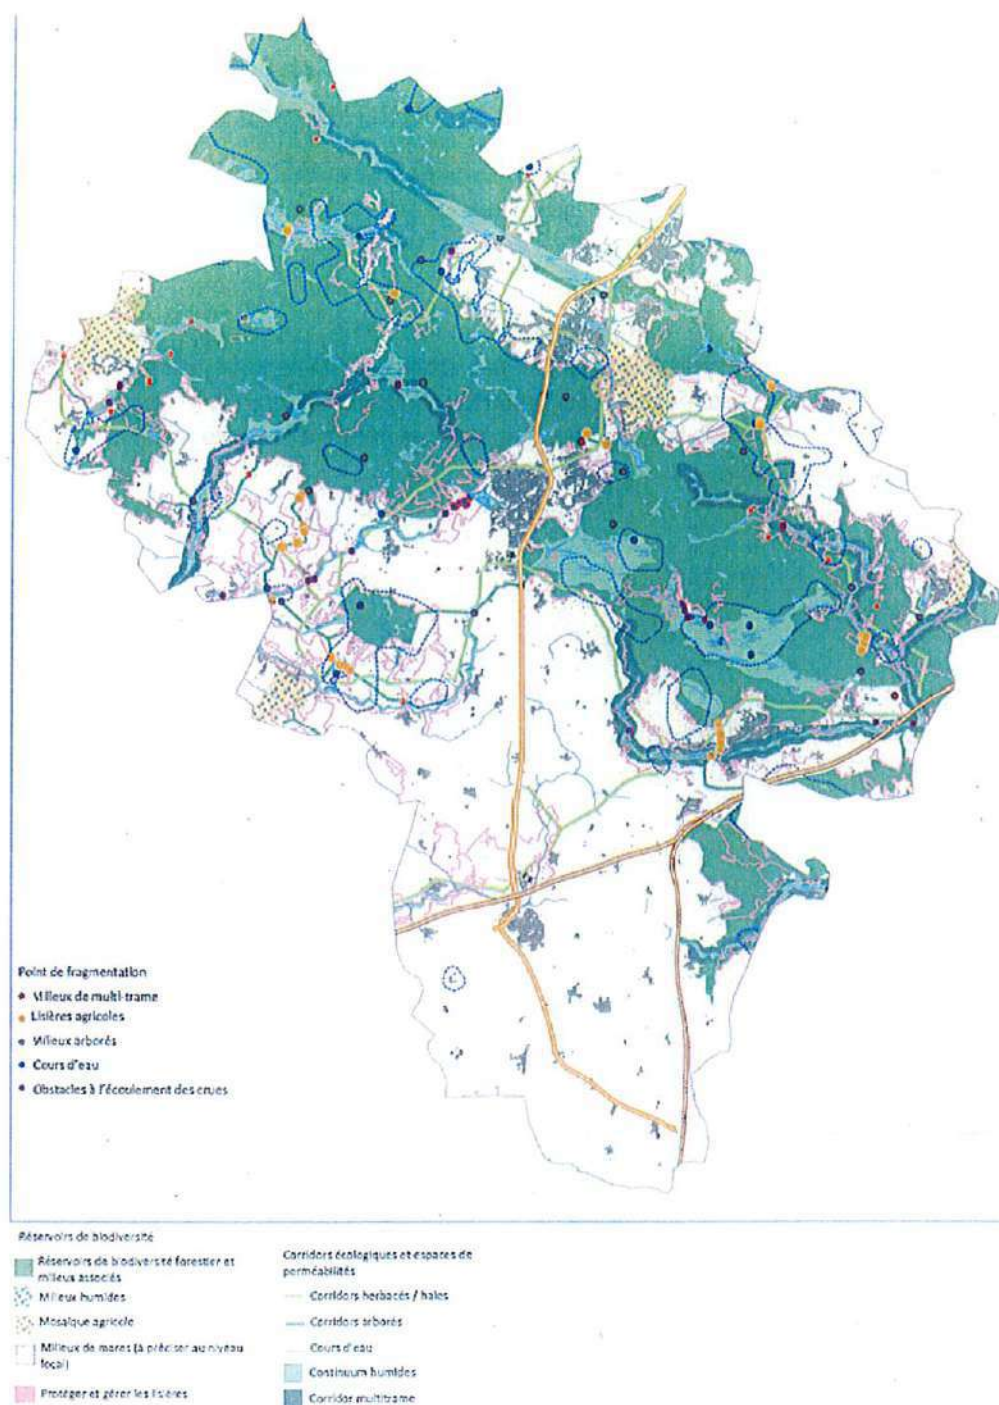 Point de fragmentation
Milieux de multi-trame
Lisières agricoles
Milieux arborés
Cours d'eau
Obstacles à l'écoulement des crues
Réservoirs de biodiversité
Réservoirs de biodiversité forestier et
milieux associés
Milieux humides
Mosaïque agricole
Milieux de mares (à préciser au niveau
local)
Protéger et gérer les lisières
Corridors écologiques et espaces de
perméabilités
Corridors herbacés / haies
Corridors arborés
Cours d'eau
Continuum humides
Corridor multitrame